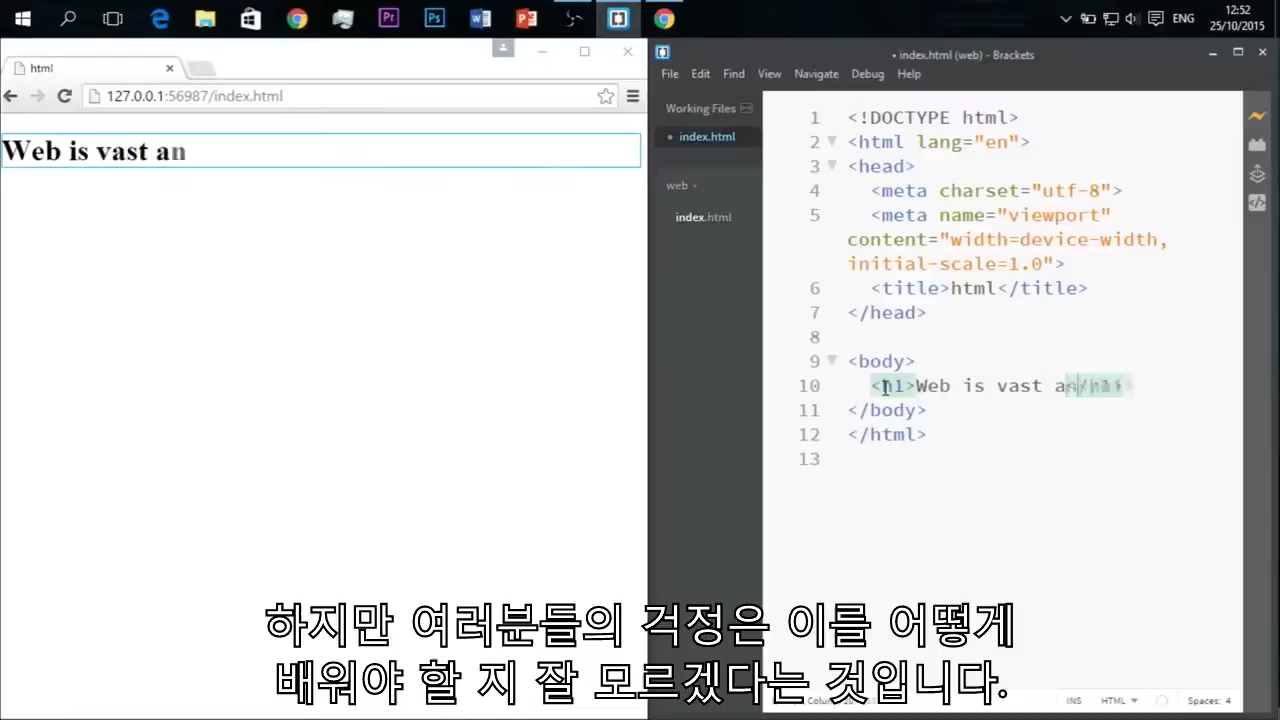 ENG
12:52
25/10/2015
html
127.0.0.1:56987/index.html
Web is vast an
• index.html (web) - Brackets
File Edit Find View Navigate Debug Help
Working Files
index.html
web
index.html
1 <!DOCTYPE html>
2 <html lang="en">
3 <head>
4 <meta charset="utf-8">
5 <meta name="viewport"
content="width=device-width,
initial-scale=1.0">
6 <title>html</title>
7 </head>
8
9 <body>
10 <h1>Web is vast an</h1>
11 </body>
12 </html>
13
하지만 여러분들의 걱정은 이를 어떻게
배워야 할 지 잘 모르겠다는 것입니다.
INS HTML Spaces: 4